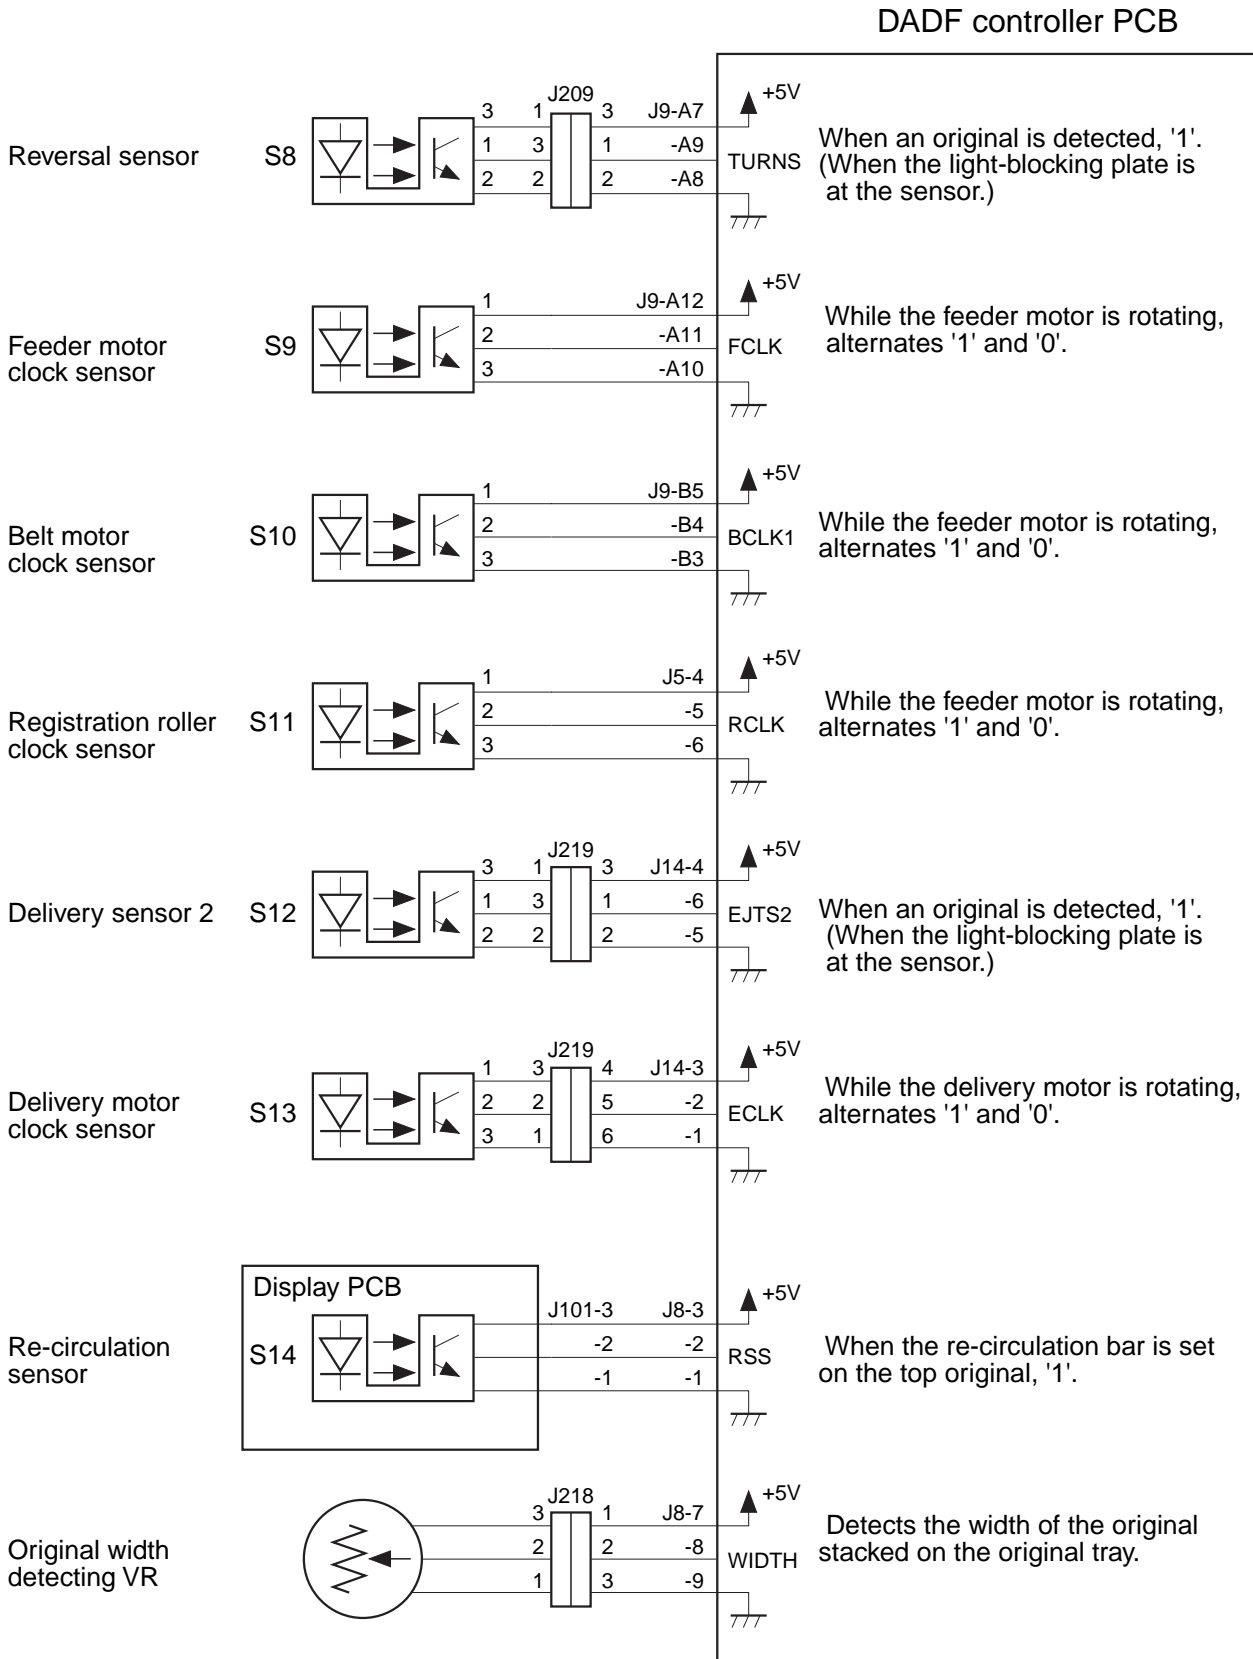 DADF controller PCB
J209
+5V
3 1 3 J9-A7
Reversal sensor S8 1 3 1 -A9 TURNS When an original is detected, '1'.
2 2 2 -A8 (When the light-blocking plate is
at the sensor.)
+5V
1 J9-A12
Feeder motor S9 2 -A11 FCLK While the feeder motor is rotating,
clock sensor 3 -A10 alternates '1' and '0'.
+5V
1 J9-B5
Belt motor S10 2 -B4 BCLK1 While the feeder motor is rotating,
clock sensor 3 -B3 alternates '1' and '0'.
+5V
1 J5-4
Registration roller S11 2 -5 RCLK While the feeder motor is rotating,
clock sensor 3 -6 alternates '1' and '0'.
J219
+5V
3 1 3 J14-4
Delivery sensor 2 S12 1 3 1 -6 EJTS2 When an original is detected, '1'.
2 2 2 -5 (When the light-blocking plate is
at the sensor.)
J219
+5V
1 3 4 J14-3
Delivery motor S13 2 2 5 -2 ECLK While the delivery motor is rotating,
clock sensor 3 1 6 -1 alternates '1' and '0'.
Display PCB
+5V
J101-3 J8-3
Re-circulation S14 -2 -2 RSS When the re-circulation bar is set
sensor -1 -1 on the top original, '1'.
J218
+5V
3 1 J8-7
Original width 2 2 -8 WIDTH Detects the width of the original
detecting VR 1 3 -9 stacked on the original tray.